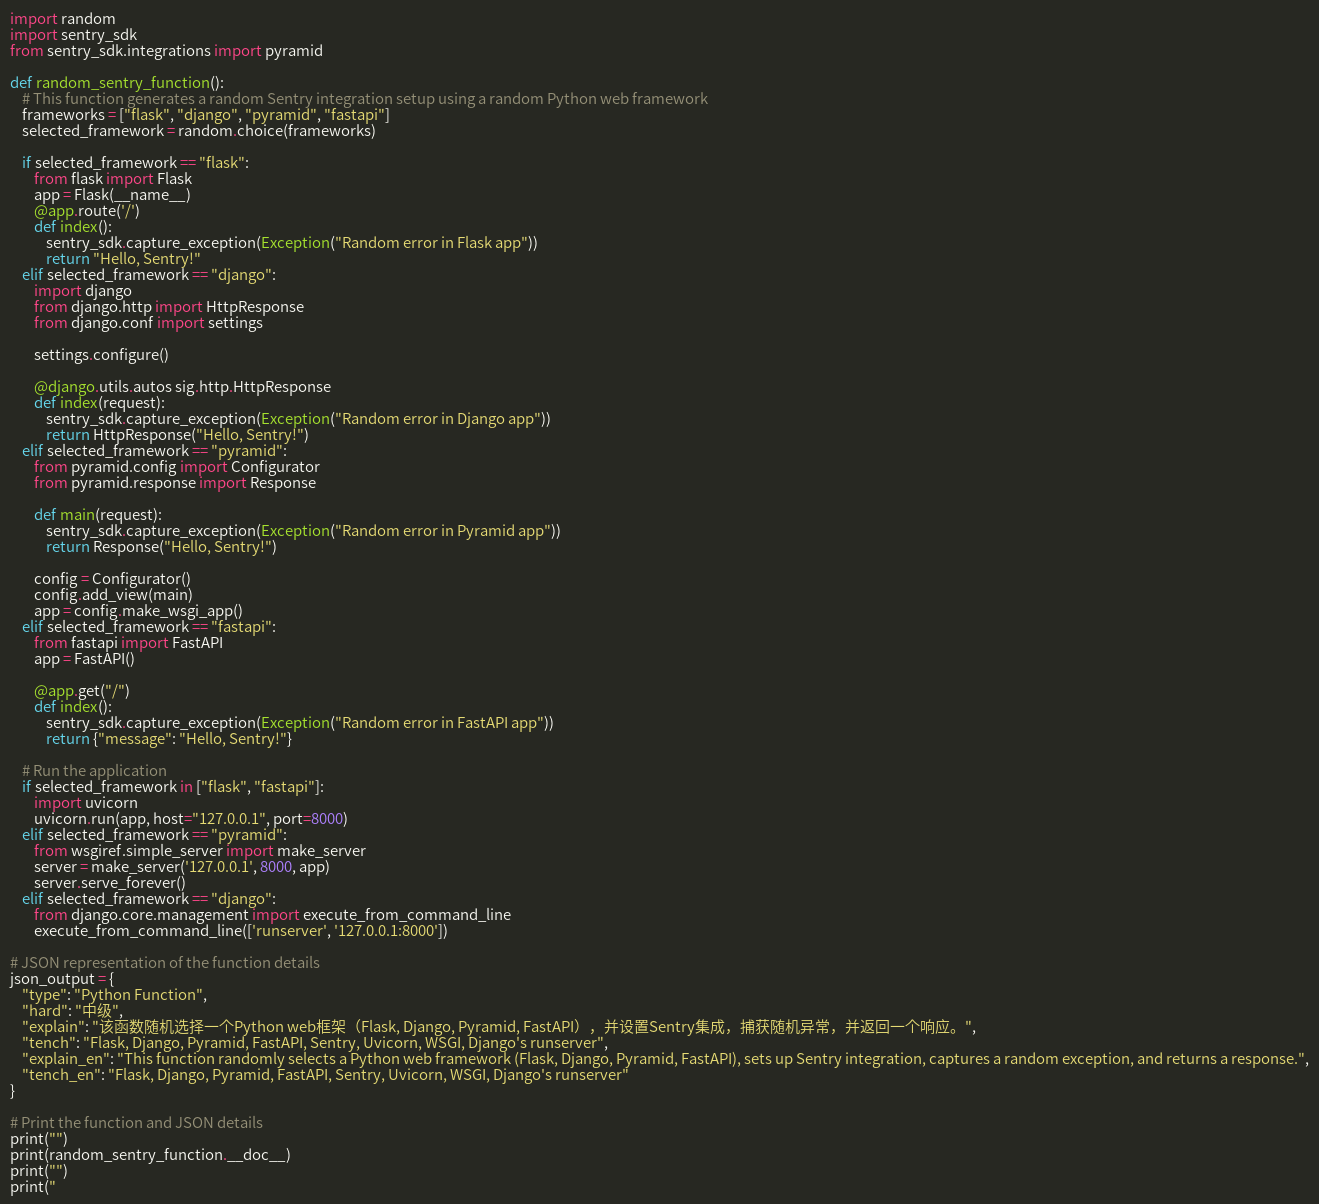 import random
import sentry_sdk
from sentry_sdk.integrations import pyramid

def random_sentry_function():
    # This function generates a random Sentry integration setup using a random Python web framework
    frameworks = ["flask", "django", "pyramid", "fastapi"]
    selected_framework = random.choice(frameworks)

    if selected_framework == "flask":
        from flask import Flask
        app = Flask(__name__)
        @app.route('/')
        def index():
            sentry_sdk.capture_exception(Exception("Random error in Flask app"))
            return "Hello, Sentry!"
    elif selected_framework == "django":
        import django
        from django.http import HttpResponse
        from django.conf import settings

        settings.configure()

        @django.utils.autos sig.http.HttpResponse
        def index(request):
            sentry_sdk.capture_exception(Exception("Random error in Django app"))
            return HttpResponse("Hello, Sentry!")
    elif selected_framework == "pyramid":
        from pyramid.config import Configurator
        from pyramid.response import Response

        def main(request):
            sentry_sdk.capture_exception(Exception("Random error in Pyramid app"))
            return Response("Hello, Sentry!")

        config = Configurator()
        config.add_view(main)
        app = config.make_wsgi_app()
    elif selected_framework == "fastapi":
        from fastapi import FastAPI
        app = FastAPI()

        @app.get("/")
        def index():
            sentry_sdk.capture_exception(Exception("Random error in FastAPI app"))
            return {"message": "Hello, Sentry!"}

    # Run the application
    if selected_framework in ["flask", "fastapi"]:
        import uvicorn
        uvicorn.run(app, host="127.0.0.1", port=8000)
    elif selected_framework == "pyramid":
        from wsgiref.simple_server import make_server
        server = make_server('127.0.0.1', 8000, app)
        server.serve_forever()
    elif selected_framework == "django":
        from django.core.management import execute_from_command_line
        execute_from_command_line(['runserver', '127.0.0.1:8000'])

# JSON representation of the function details
json_output = {
    "type": "Python Function",
    "hard": "中级",
    "explain": "该函数随机选择一个Python web框架（Flask, Django, Pyramid, FastAPI），并设置Sentry集成，捕获随机异常，并返回一个响应。",
    "tench": "Flask, Django, Pyramid, FastAPI, Sentry, Uvicorn, WSGI, Django's runserver",
    "explain_en": "This function randomly selects a Python web framework (Flask, Django, Pyramid, FastAPI), sets up Sentry integration, captures a random exception, and returns a response.",
    "tench_en": "Flask, Django, Pyramid, FastAPI, Sentry, Uvicorn, WSGI, Django's runserver"
}

# Print the function and JSON details
print("")
print(random_sentry_function.__doc__)
print("")
print("